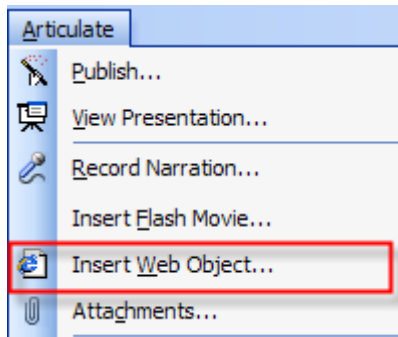 Articulate
Publish...
View Presentation...
Record Narration...
Insert Flash Movie...
Insert Web Object...
Attachments...